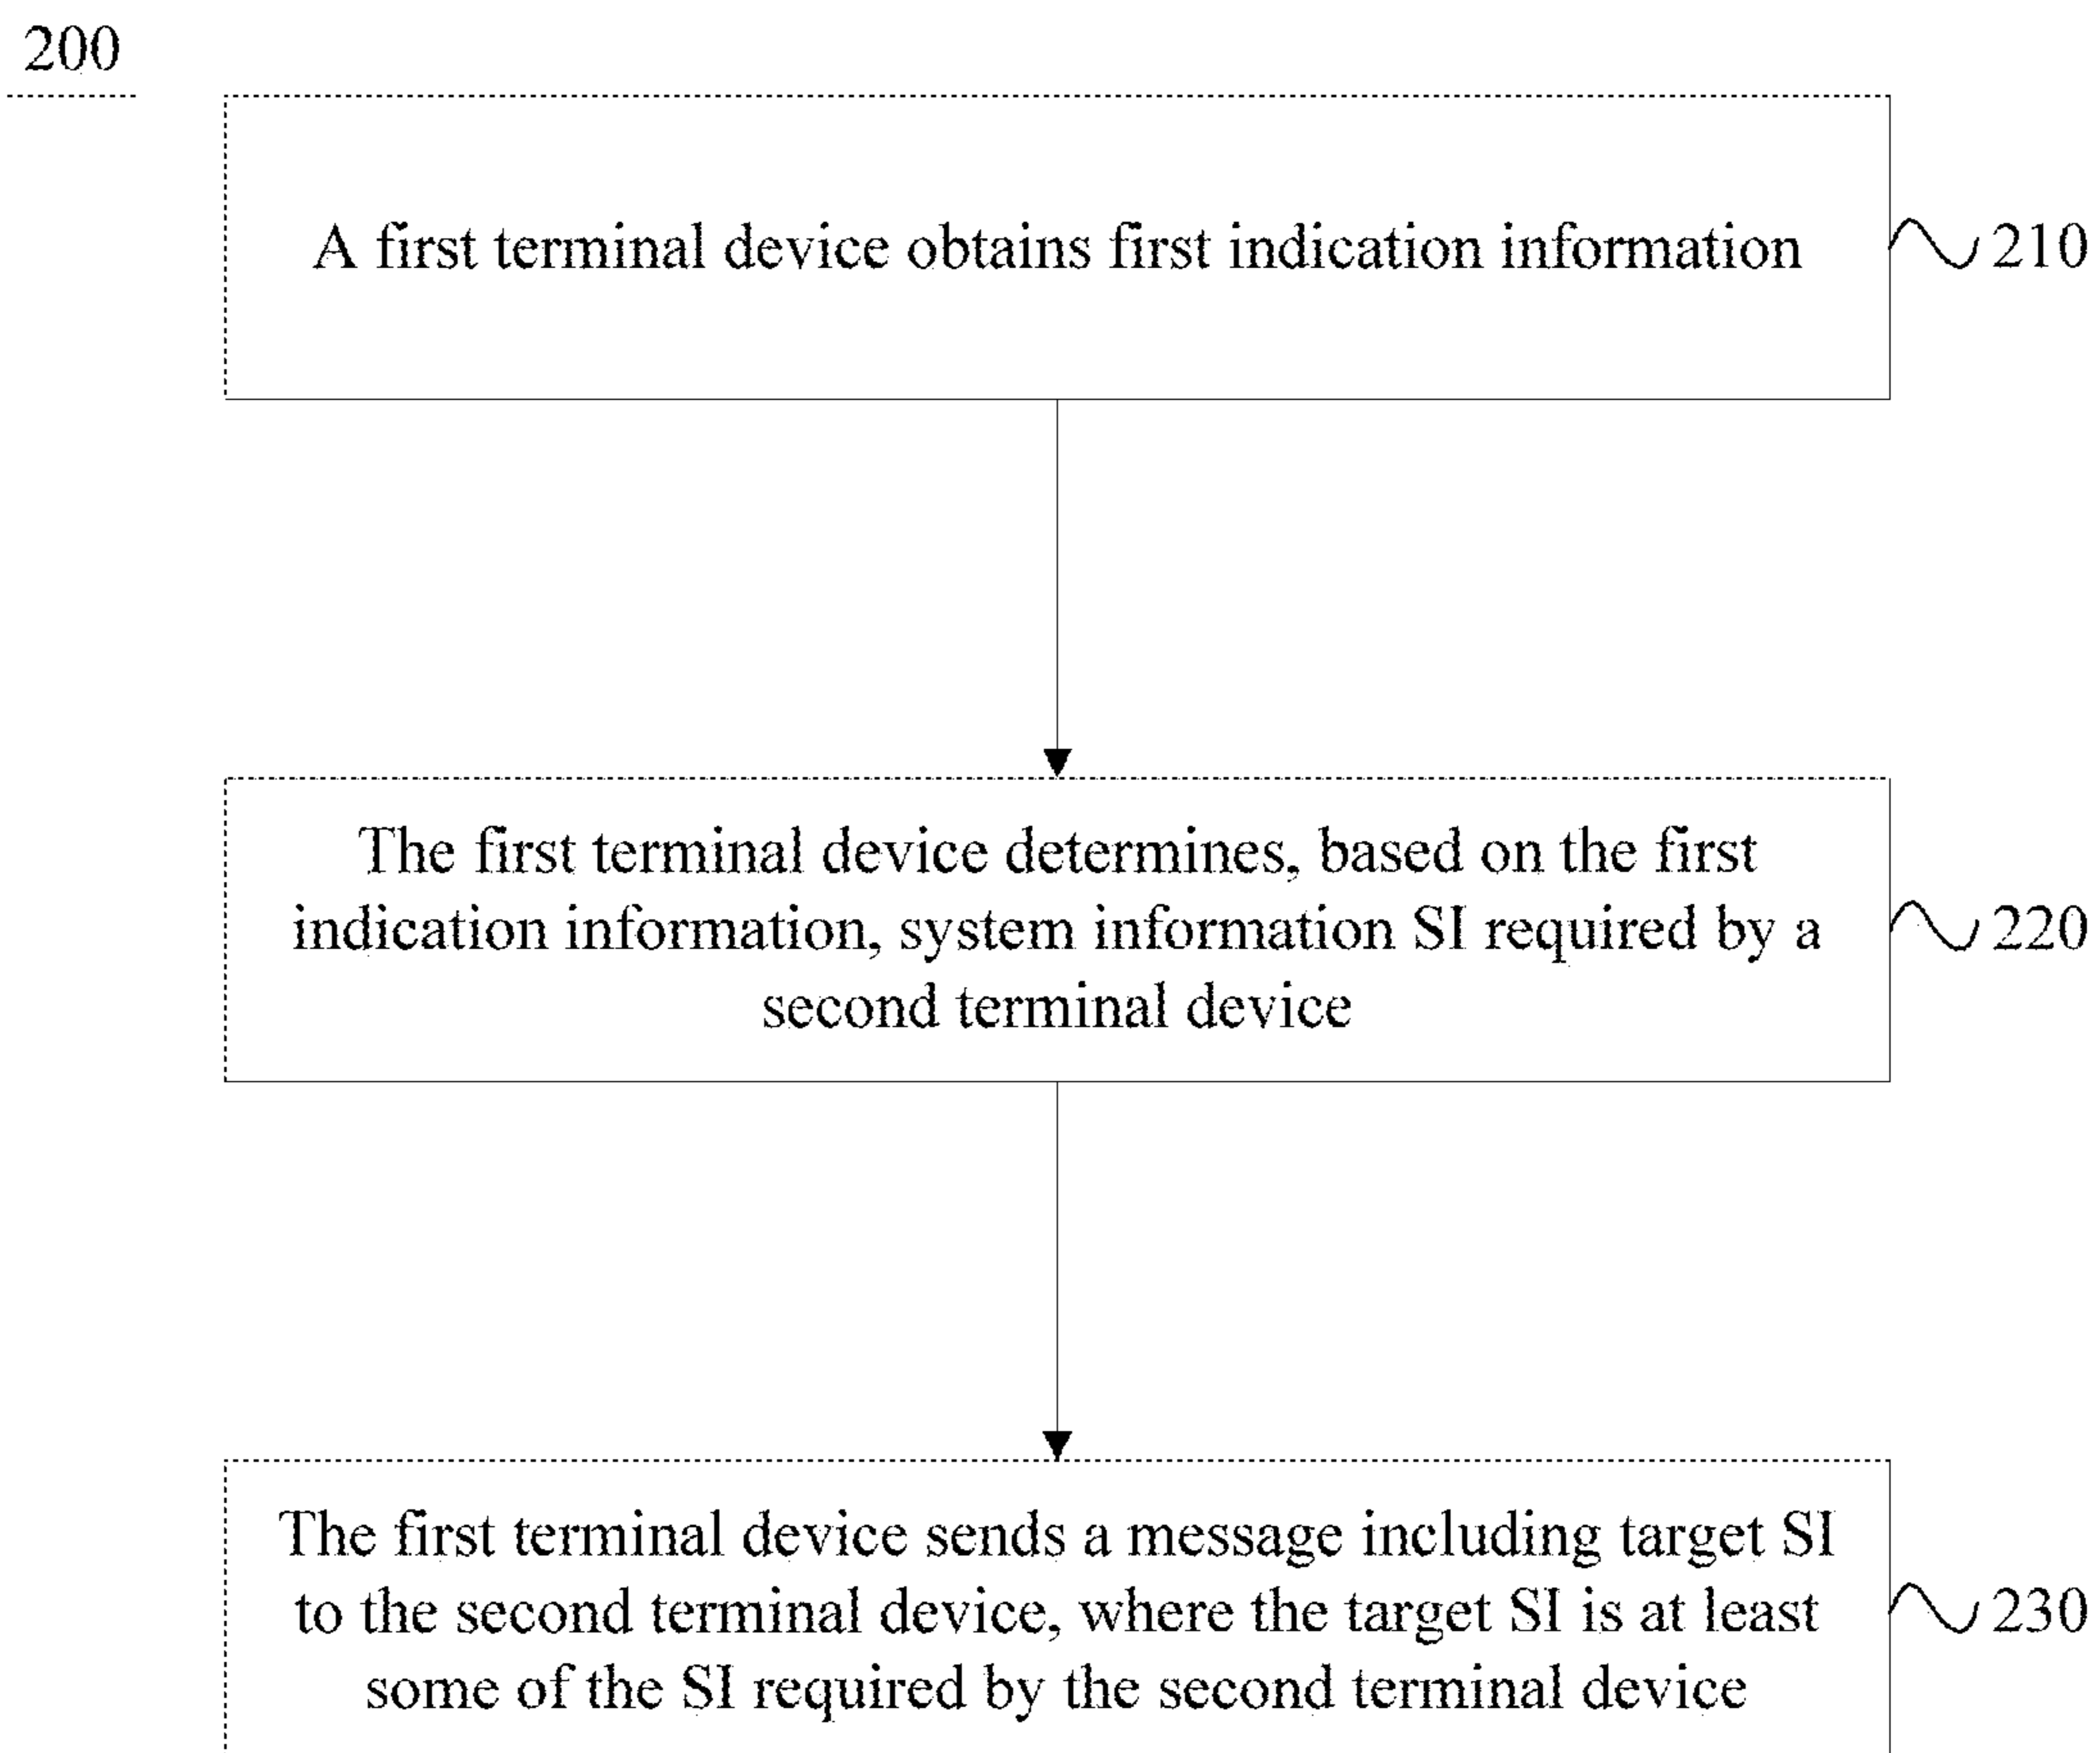 200
A first terminal device obtains first indication information
210
The first terminal device determines, based on the first
indication information, system information SI required by a
second terminal device
220
The first terminal device sends a message including target SI
to the second terminal device, where the target SI is at least
some of the SI required by the second terminal device
230